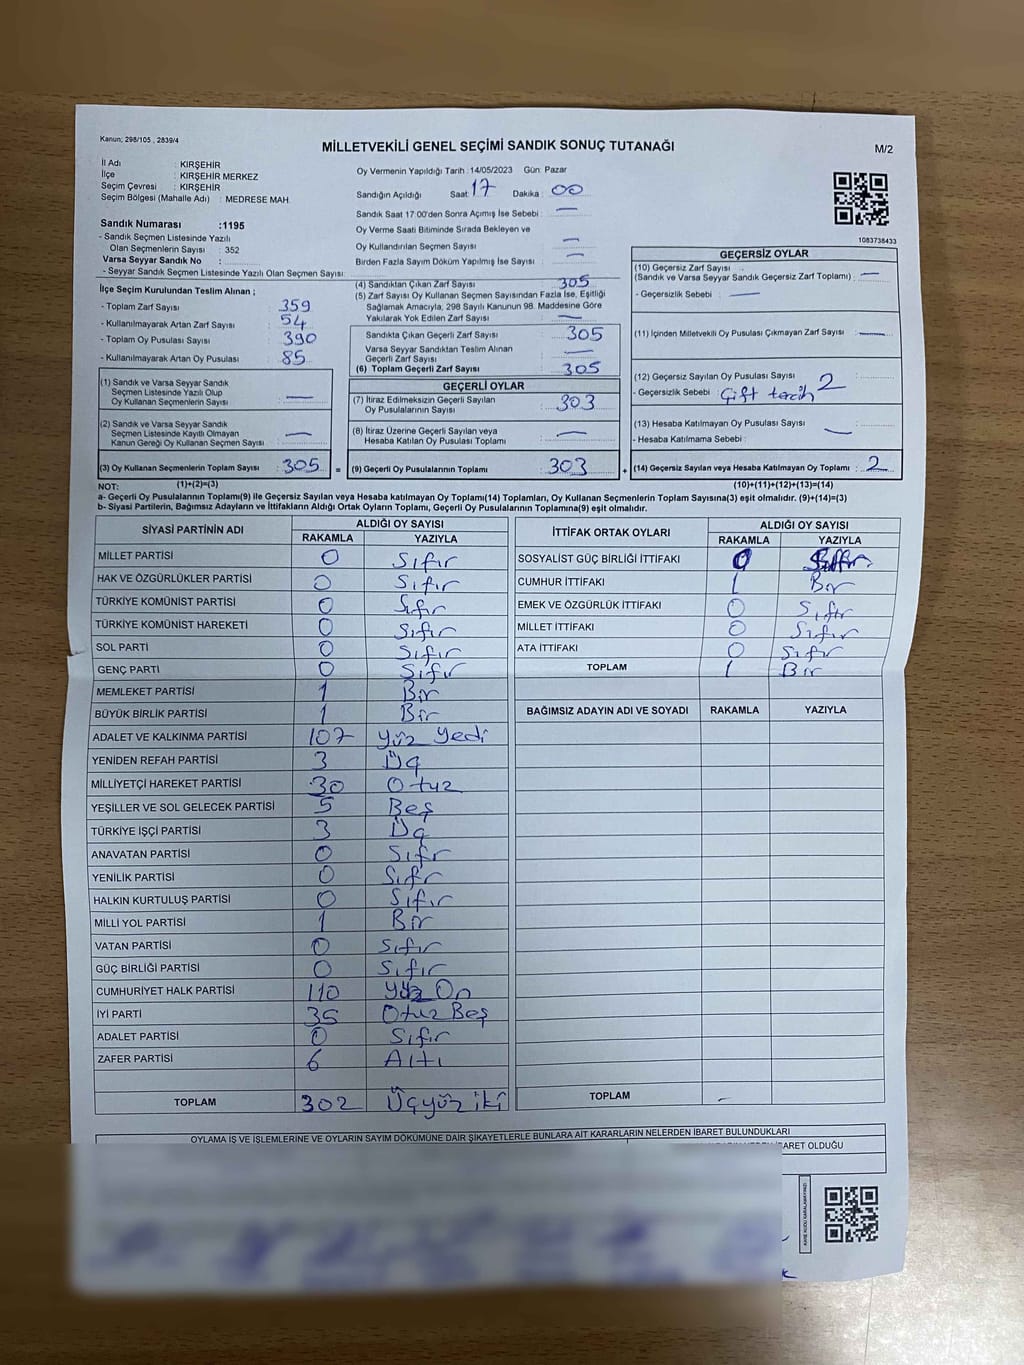 Kanun; 298/105 , 2839/4
MİLLETVEKİLİ GENEL SEÇİMİ SANDIK SONUÇ TUTANAĞI
M/2
İl Adı : KIRŞEHİR
İlçe : KIRŞEHİR MERKEZ
Seçim Çevresi : KIRŞEHİR
Seçim Bölgesi (Mahalle Adı) : MEDRESE MAH.
Oy Vermenin Yapıldığı Tarih : 14/05/2023 Gün: Pazar
Sandığın Açıldığı Saat: 17 Dakika : 00
Sandık Saat 17:00'den Sonra Açımış İse Sebebi : —
Oy Verme Saati Bitiminde Sırada Bekleyen ve
Oy Kullandırılan Seçmen Sayısı : —
Birden Fazla Sayım Döküm Yapılmış İse Sayısı : —
1083738433
Sandık Numarası : 1195
- Sandık Seçmen Listesinde Yazılı
Olan Seçmenlerin Sayısı : 352
Varsa Seyyar Sandık No :
- Seyyar Sandık Seçmen Listesinde Yazılı Olan Seçmen Sayısı:
İlçe Seçim Kurulundan Teslim Alınan ;
- Toplam Zarf Sayısı : 359
- Kullanılmayarak Artan Zarf Sayısı : 54
- Toplam Oy Pusulası Sayısı : 390
- Kullanılmayarak Artan Oy Pusulası : 85
(1) Sandık ve Varsa Seyyar Sandık
Seçmen Listesinde Yazılı Olup
Oy Kullanan Seçmenlerin Sayısı : —
(2) Sandık ve Varsa Seyyar Sandık
Seçmen Listesinde Kayıtlı Olmayan
Kanun Gereği Oy Kullanan Seçmen Sayısı : —
(3) Oy Kullanan Seçmenlerin Toplam Sayısı : 305 =
(4) Sandıktan Çıkan Zarf Sayısı : 305
(5) Zarf Sayısı Oy Kullanan Seçmen Sayısından Fazla İse, Eşitliği
Sağlamak Amacıyla, 298 Sayılı Kanunun 98. Maddesine Göre
Yakılarak Yok Edilen Zarf Sayısı : —
Sandıkta Çıkan Geçerli Zarf Sayısı : 305
Varsa Seyyar Sandıktan Teslim Alınan
Geçerli Zarf Sayısı : —
(6) Toplam Geçerli Zarf Sayısı : 305
GEÇERLİ OYLAR
(7) İtiraz Edilmeksizin Geçerli Sayılan
Oy Pusulalarının Sayısı : 303
(8) İtiraz Üzerine Geçerli Sayılan veya
Hesaba Katılan Oy Pusulası Toplamı : —
(9) Geçerli Oy Pusulalarının Toplamı : 303 +
GEÇERSİZ OYLAR
(10) Geçersiz Zarf Sayısı
(Sandık ve Varsa Seyyar Sandık Geçersiz Zarf Toplamı) : —
- Geçersizlik Sebebi : —
(11) İçinden Milletvekili Oy Pusulası Çıkmayan Zarf Sayısı : —
(12) Geçersiz Sayılan Oy Pusulası Sayısı : 2
- Geçersizlik Sebebi : Çift tercih
(13) Hesaba Katılmayan Oy Pusulası Sayısı : —
- Hesaba Katılmama Sebebi :
(14) Geçersiz Sayılan veya Hesaba Katılmayan Oy Toplamı : 2
NOT: (1)+(2)=(3) (10)+(11)+(12)+(13)=(14)
a- Geçerli Oy Pusulasının Toplamı(9) ile Geçersiz Sayılan veya Hesaba katılmayan Oy Toplamı(14) Toplamları, Oy Kullanan Seçmenlerin Toplam Sayısına(3) eşit olmalıdır. (9)+(14)=(3)
b- Siyasi Partilerin, Bağımsız Adayların ve İttifakların Aldığı Ortak Oyların Toplamı, Geçerli Oy Pusulalarının Toplamına(9) eşit olmalıdır.
SİYASİ PARTİNİN ADI ALDIĞI OY SAYISI
RAKAMLA YAZIYLA
MİLLET PARTİSİ 0 Sıfır
HAK VE ÖZGÜRLÜKLER PARTİSİ 0 Sıfır
TÜRKİYE KOMÜNİST PARTİSİ 0 Sıfır
TÜRKİYE KOMÜNİST HAREKETİ 0 Sıfır
SOL PARTİ 0 Sıfır
GENÇ PARTİ 0 Sıfır
MEMLEKET PARTİSİ 1 Bir
BÜYÜK BİRLİK PARTİSİ 1 Bir
ADALET VE KALKINMA PARTİSİ 107 Yüz Yedi
YENİDEN REFAH PARTİSİ 3 Üç
MİLLİYETÇİ HAREKET PARTİSİ 30 Otuz
YEŞİLLER VE SOL GELECEK PARTİSİ 5 Beş
TÜRKİYE İŞÇİ PARTİSİ 3 Üç
ANAVATAN PARTİSİ 0 Sıfır
YENİLİK PARTİSİ 0 Sıfır
HALKIN KURTULUŞ PARTİSİ 0 Sıfır
MİLLİ YOL PARTİSİ 1 Bir
VATAN PARTİSİ 0 Sıfır
GÜÇ BİRLİĞİ PARTİSİ 0 Sıfır
CUMHURİYET HALK PARTİSİ 110 Yüz On
İYİ PARTİ 35 Otuz Beş
ADALET PARTİSİ 0 Sıfır
ZAFER PARTİSİ 6 Altı
TOPLAM 302 Üçyüz iki
İTTİFAK ORTAK OYLARI ALDIĞI OY SAYISI
RAKAMLA YAZIYLA
SOSYALİST GÜÇ BİRLİĞİ İTTİFAKI 0 Sıfır
CUMHUR İTTİFAKI 1 Bir
EMEK VE ÖZGÜRLÜK İTTİFAKI 0 Sıfır
MİLLET İTTİFAKI 0 Sıfır
ATA İTTİFAKI 0 Sıfır
TOPLAM 1 Bir
BAĞIMSIZ ADAYIN ADI VE SOYADI RAKAMLA YAZIYLA
TOPLAM –
OYLAMA İŞ VE İŞLEMLERİNE VE OYLARIN SAYIM DÖKÜMÜNE DAİR ŞİKAYETLERLE BUNLARA AİT KARARLARIN NELERDEN İBARET BULUNDUKLARI
OLDUĞU